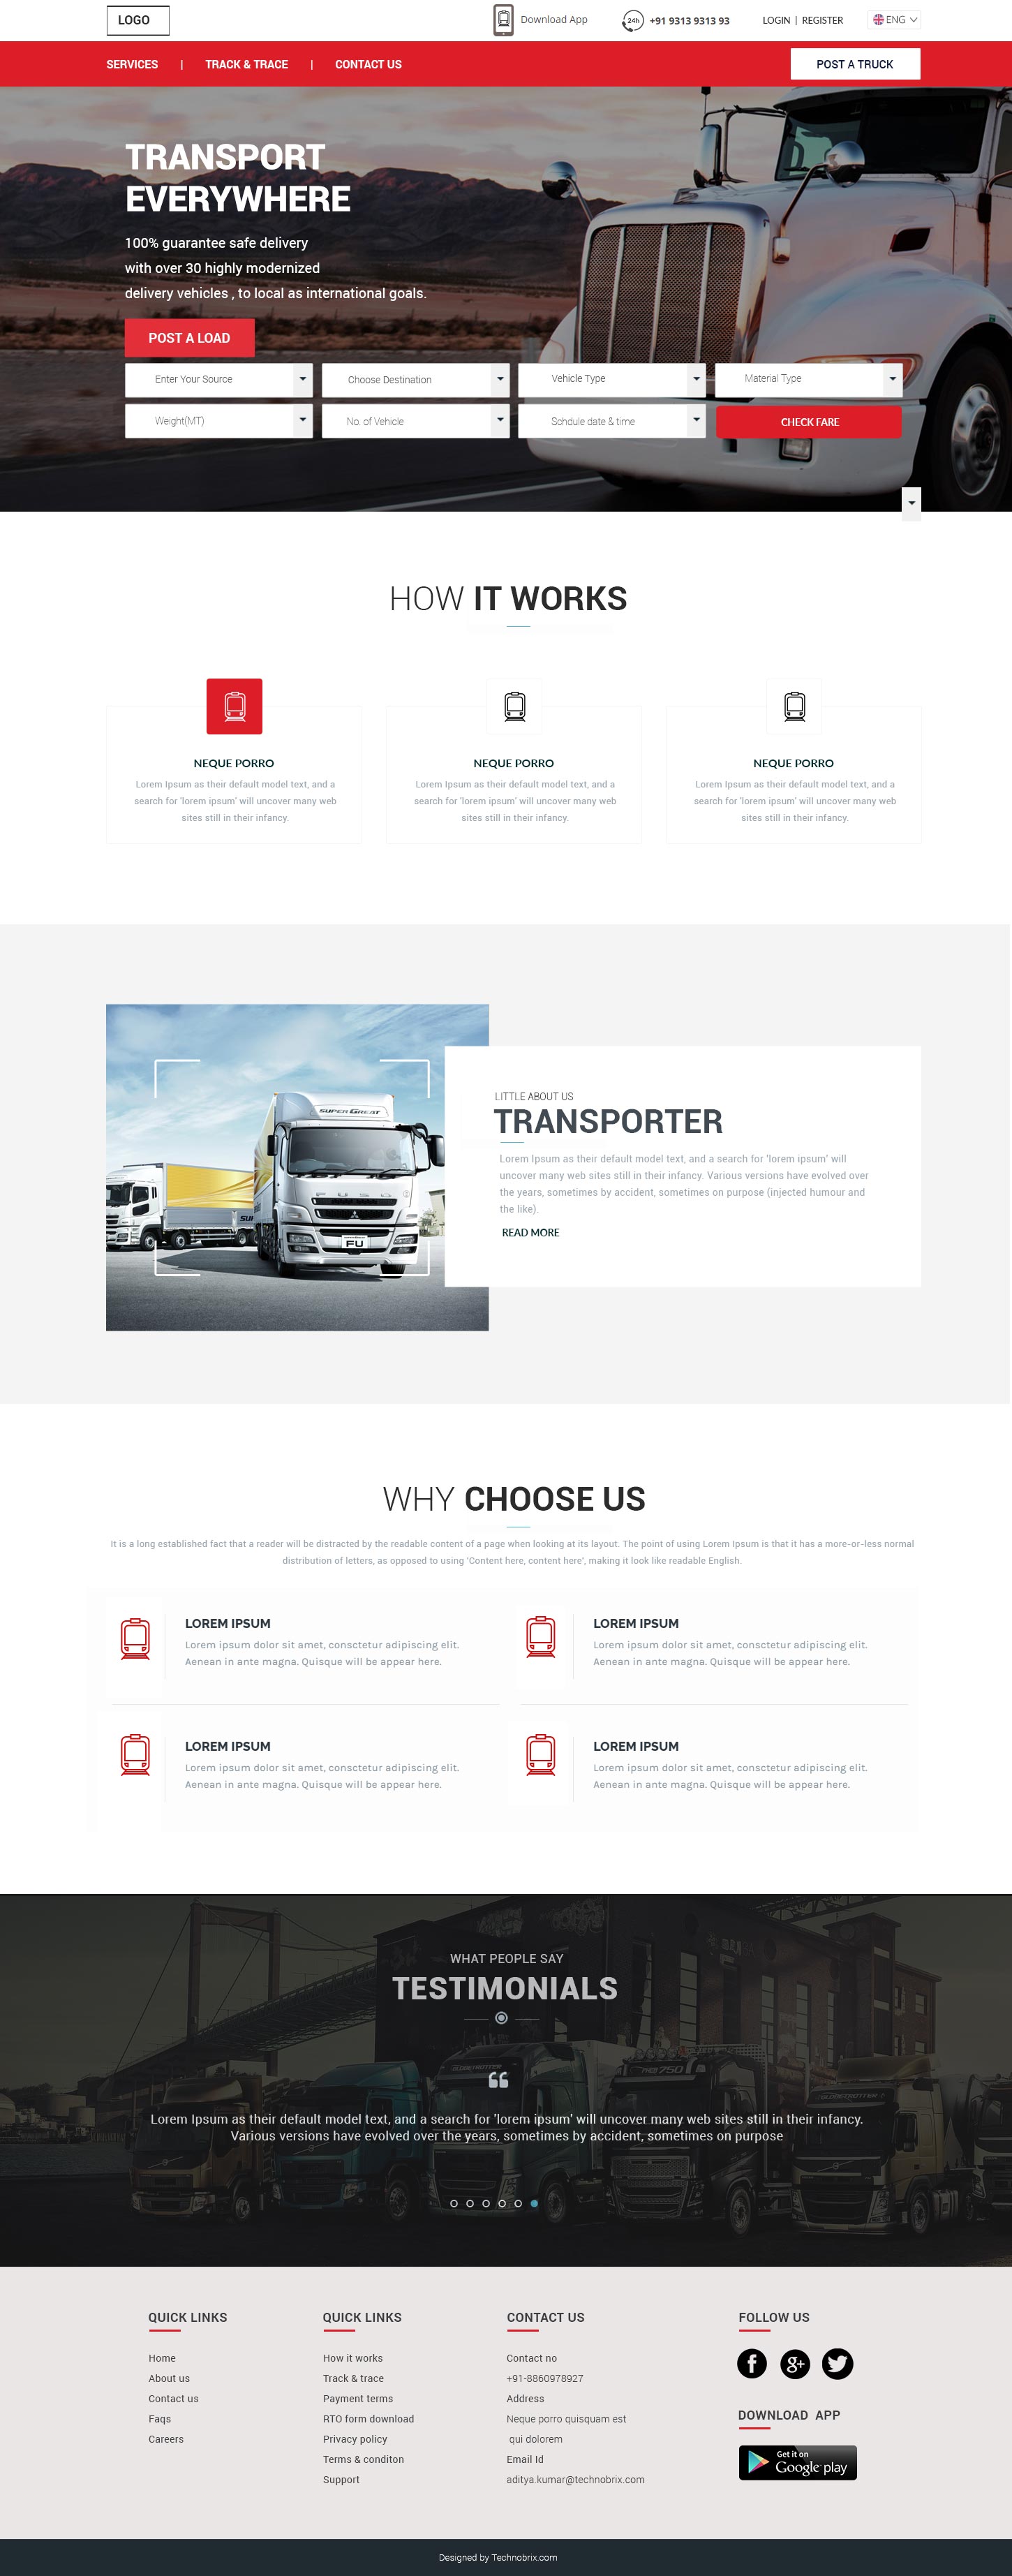 LOGO
Download App
24h
+91 9313 9313 93
LOGIN | REGISTER
ENG
SERVICES | TRACK & TRACE | CONTACT US
POST A TRUCK
TRANSPORT
EVERYWHERE
100% guarantee safe delivery
with over 30 highly modernized
delivery vehicles , to local as international goals.
POST A LOAD
Enter Your Source
Choose Destination
Vehicle Type
Material Type
Weight(MT)
No. of Vehicle
Schdule date & time
CHECK FARE
HOW IT WORKS
NEQUE PORRO
Lorem Ipsum as their default model text, and a
search for 'lorem ipsum' will uncover many web
sites still in their infancy.
NEQUE PORRO
Lorem Ipsum as their default model text, and a
search for 'lorem ipsum' will uncover many web
sites still in their infancy.
NEQUE PORRO
Lorem Ipsum as their default model text, and a
search for 'lorem ipsum' will uncover many web
sites still in their infancy.
SUPER GREAT
FUSO
FU
SU
LITTLE ABOUT US
TRANSPORTER
Lorem Ipsum as their default model text, and a search for 'lorem ipsum' will
uncover many web sites still in their infancy. Various versions have evolved over
the years, sometimes by accident, sometimes on purpose (injected humour and
the like).
READ MORE
WHY CHOOSE US
It is a long established fact that a reader will be distracted by the readable content of a page when looking at its layout. The point of using Lorem Ipsum is that it has a more-or-less normal
distribution of letters, as opposed to using 'Content here, content here', making it look like readable English.
LOREM IPSUM
Lorem ipsum dolor sit amet, consctetur adipiscing elit.
Aenean in ante magna. Quisque will be appear here.
LOREM IPSUM
Lorem ipsum dolor sit amet, consctetur adipiscing elit.
Aenean in ante magna. Quisque will be appear here.
LOREM IPSUM
Lorem ipsum dolor sit amet, consctetur adipiscing elit.
Aenean in ante magna. Quisque will be appear here.
LOREM IPSUM
Lorem ipsum dolor sit amet, consctetur adipiscing elit.
Aenean in ante magna. Quisque will be appear here.
WHAT PEOPLE SAY
TESTIMONIALS
Lorem Ipsum as their default model text, and a search for 'lorem ipsum' will uncover many web sites still in their infancy.
Various versions have evolved over the years, sometimes by accident, sometimes on purpose
QUICK LINKS
Home
About us
Contact us
Faqs
Careers
QUICK LINKS
How it works
Track & trace
Payment terms
RTO form download
Privacy policy
Terms & conditon
Support
CONTACT US
Contact no
+91-8860978927
Address
Neque porro quisquam est
qui dolorem
Email Id
aditya.kumar@technobrix.com
FOLLOW US
DOWNLOAD APP
Get it on
Google play
Designed by Technobrix.com